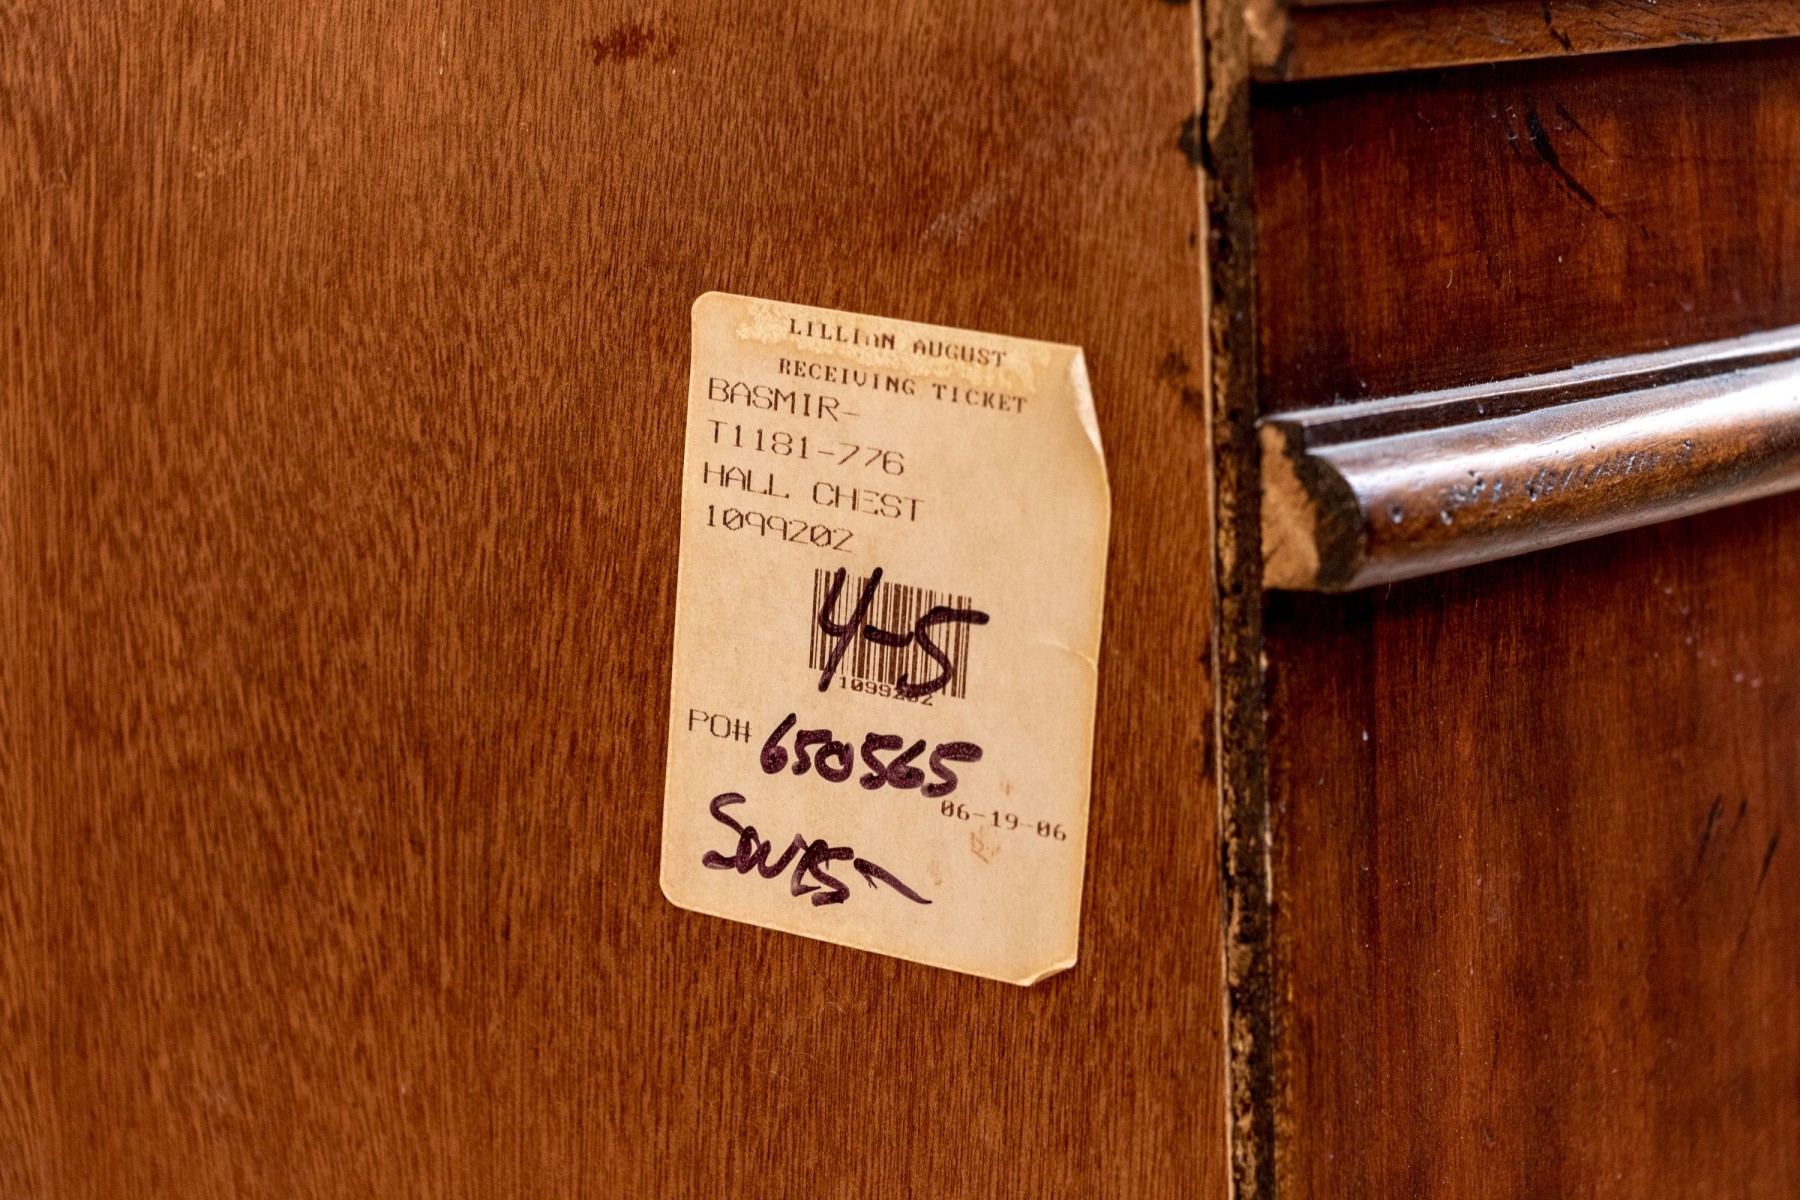 LILLIAN AUGUST
RECEIVING TICKET
BASMIR-
T1181-776
HALL CHEST
1099202
4-5
1099202
PO# 650565
06-19-06